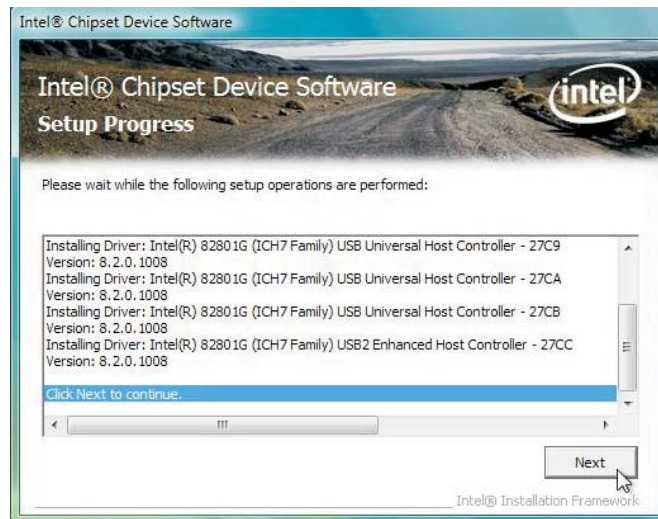 Intel® Chipset Device Software
Intel® Chipset Device Software
intel
Setup Progress
Please wait while the following setup operations are performed:
Installing Driver: Intel(R) 82801G (ICH7 Family) USB Universal Host Controller - 27C9
Version: 8.2.0.1008
Installing Driver: Intel(R) 82801G (ICH7 Family) USB Universal Host Controller - 27CA
Version: 8.2.0.1008
Installing Driver: Intel(R) 82801G (ICH7 Family) USB Universal Host Controller - 27CB
Version: 8.2.0.1008
Installing Driver: Intel(R) 82801G (ICH7 Family) USB2 Enhanced Host Controller - 27CC
Version: 8.2.0.1008
Click Next to continue.
Next
Intel® Installation Framework